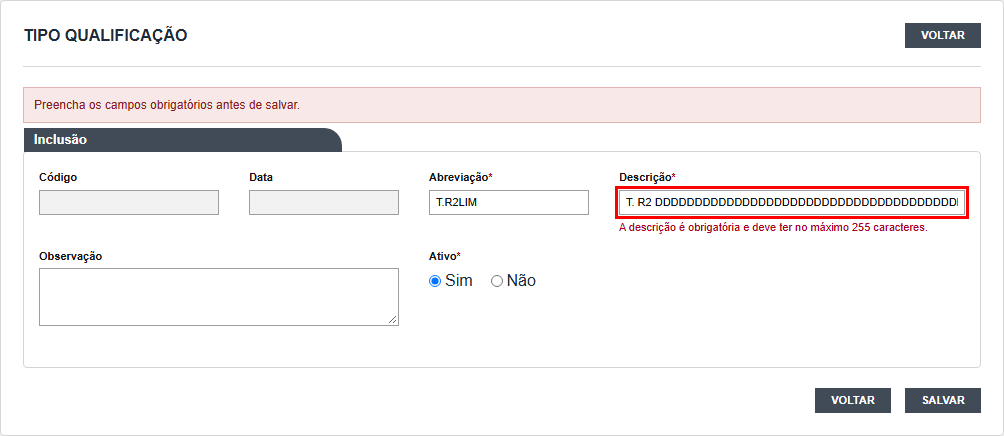 TIPO QUALIFICAÇÃO
VOLTAR
Preencha os campos obrigatórios antes de salvar.
Inclusão
Código
Data
Abreviação*
Descrição*
T.R2LIM
T. R2 DDDDDDDDDDDDDDDDDDDDDDDDDDDDDDDDDDDDDD
A descrição é obrigatória e deve ter no máximo 255 caracteres.
Observação
Ativo*
Sim
Não
VOLTAR
SALVAR